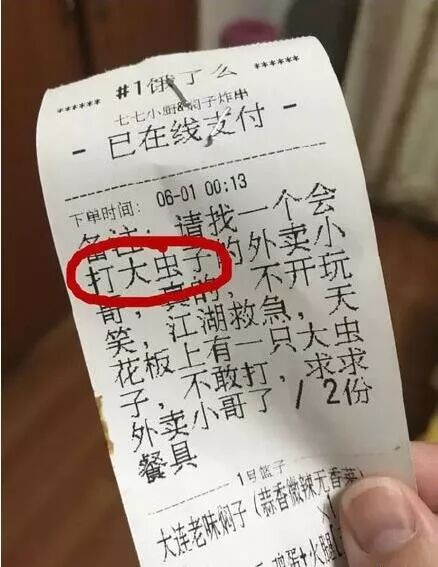 ****** #1饿了么 ******
七七小厨&焖子炸串
- 已在线支付 -
下单时间: 06-01 00:13
备注: 请找一个会
打大虫子的外卖小
哥，真的，不开玩
笑，江湖救急，天
花板上有一只大虫
子，不敢打，求求
外卖小哥了 / 2份
餐具
1号篮子
大连老味焖子(蒜香微辣无香菜)